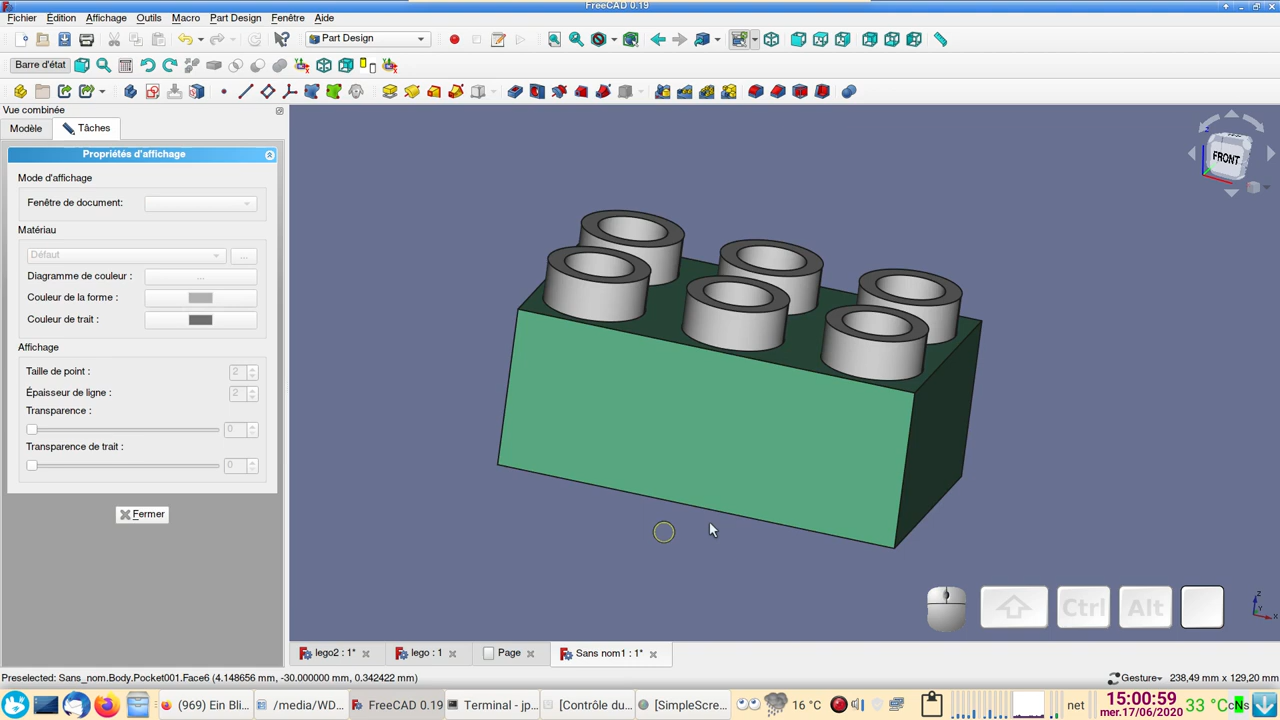 FreeCAD 0.19
Fichier Édition Affichage Outils Macro Part Design Fenêtre Aide
Part Design
Barre d'état
Vue combinée
Modèle Tâches
Propriétés d'affichage
Mode d'affichage
Fenêtre de document:
Matériau
Défaut ...
Diagramme de couleur : ...
Couleur de la forme :
Couleur de trait :
Affichage
Taille de point : 2
Épaisseur de ligne : 2
Transparence :
0
Transparence de trait :
0
Fermer
FRONT
Ctrl Alt
lego2 : 1* lego : 1 Page Sans nom1 : 1*
Preselected: Sans_nom.Body.Pocket001.Face6 (4.148656 mm, -30.000000 mm, 0.342422 mm) Gesture 238,49 mm x 129,20 mm
(969) Ein Bli... /media/WD... FreeCAD 0.19 Terminal - jp... [Contrôle du... [SimpleScre... 16 °C net 15:00:59 mer.17/06/2020 33 °C